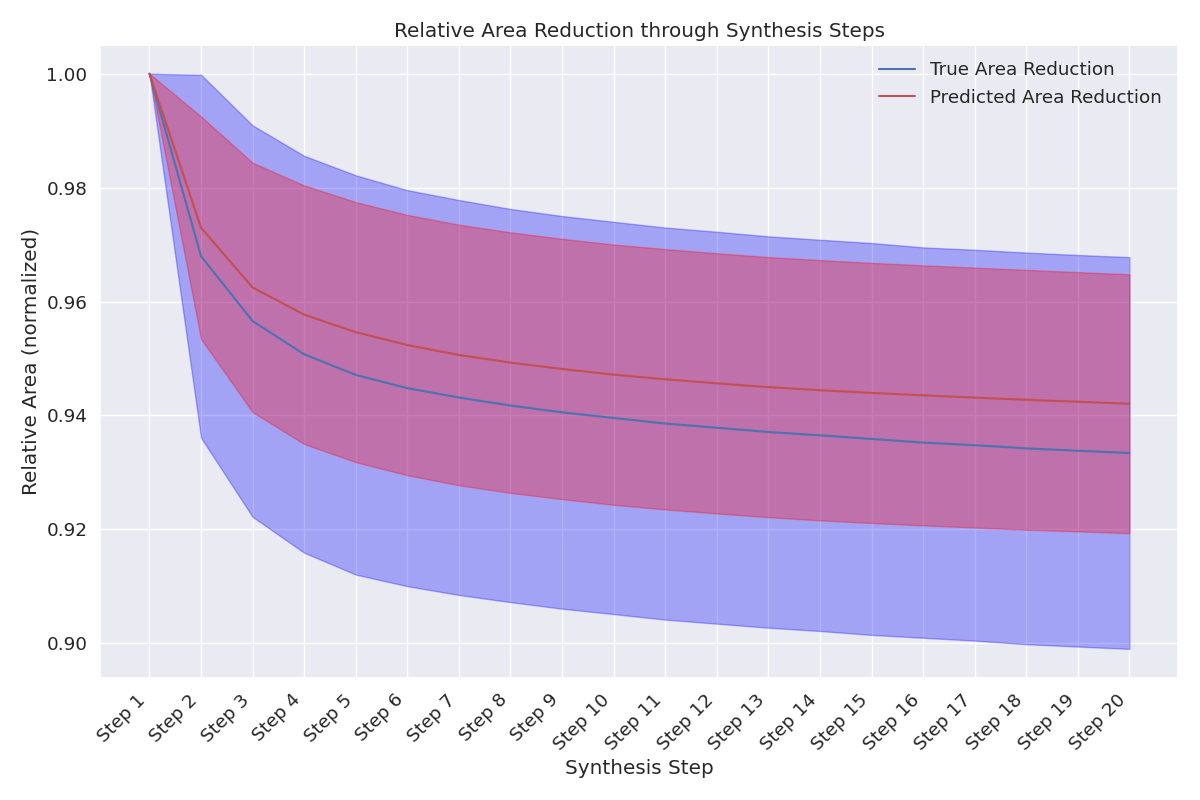 Relative Area Reduction through Synthesis Steps
True Area Reduction
Predicted Area Reduction
Relative Area (normalized)
1.00
0.98
0.96
0.94
0.92
0.90
Step 1
Step 2
Step 3
Step 4
Step 5
Step 6
Step 7
Step 8
Step 9
Step 10
Step 11
Step 12
Step 13
Step 14
Step 15
Step 16
Step 17
Step 18
Step 19
Step 20
Synthesis Step